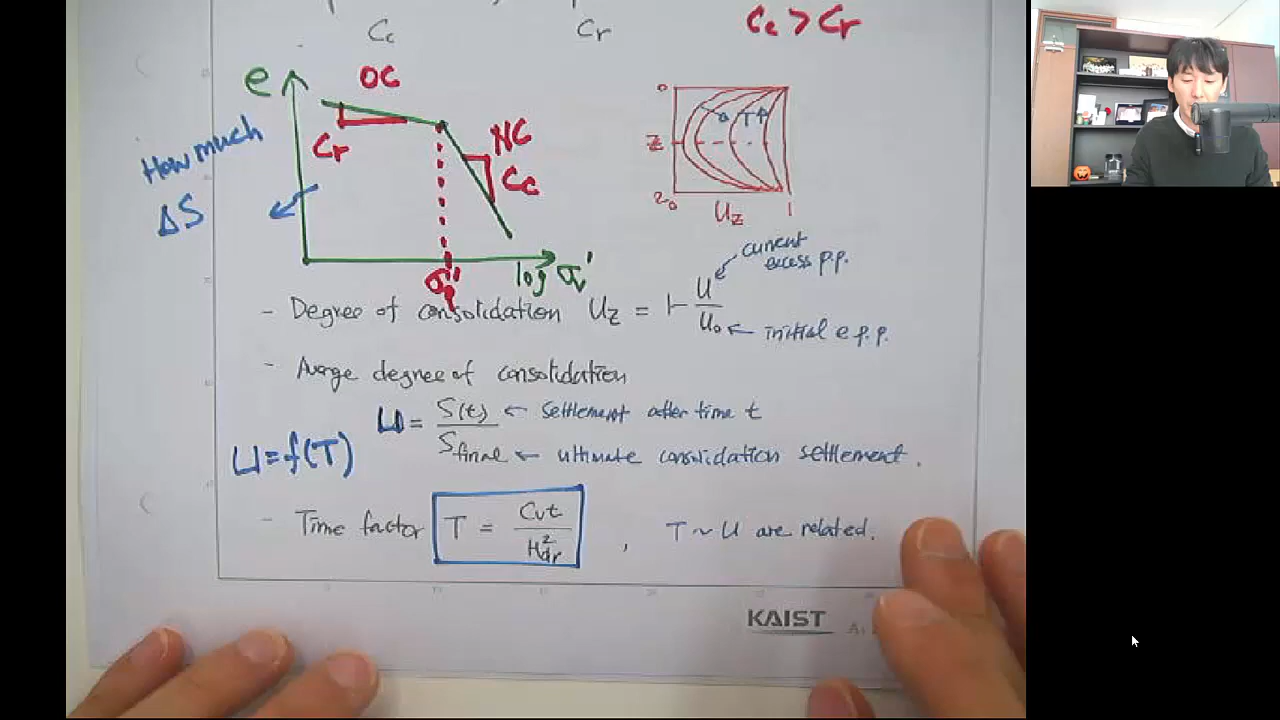 Cc Cr Cc > Cr
e OC
Cr
NC
Cc
How much
ΔS
σp' log σv'
0
Z
2
0 Uz 1
T↑
current
excess p.p.
- Degree of consolidation Uz = 1- u/u0 ← initial e p.p.
- Average degree of consolidation
U = S(t) ← settlement after time t
Sfinal ← ultimate consolidation settlement.
U=f(T)
- Time factor T = Cvt/H²dr , T ~ U are related.
KAIST